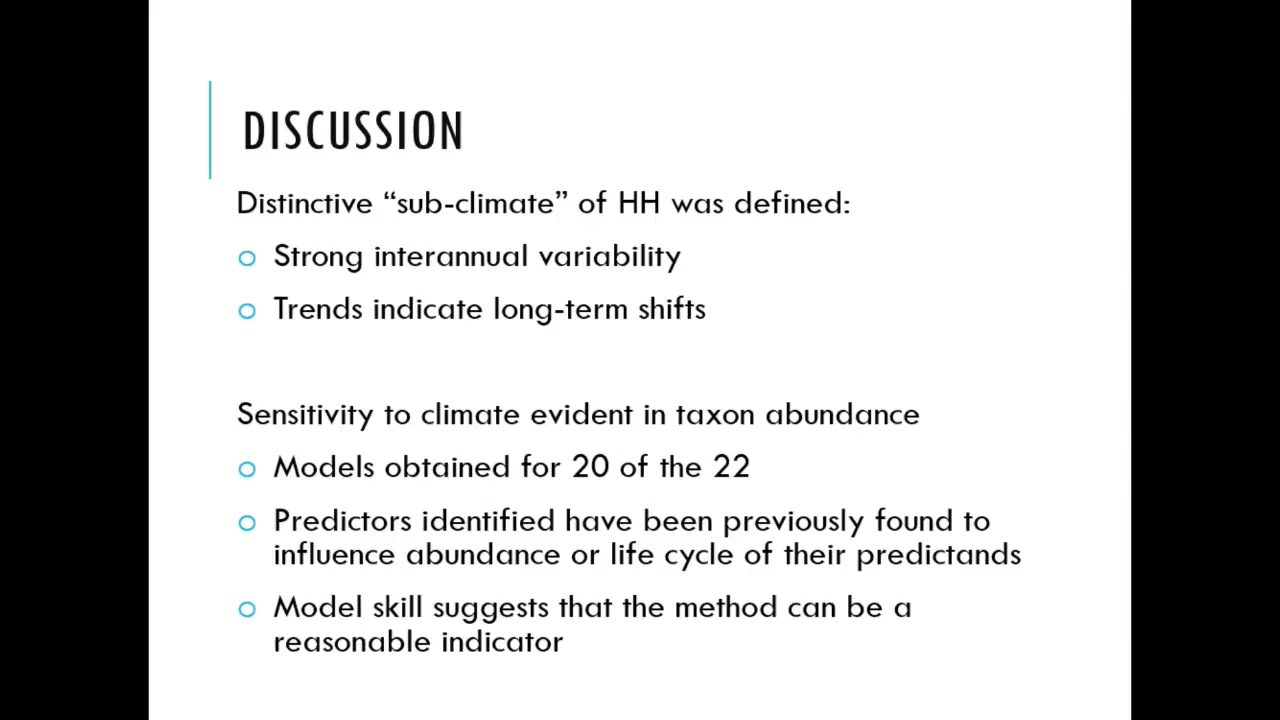 DISCUSSION
Distinctive “sub-climate” of HH was defined:
Strong interannual variability
Trends indicate long-term shifts
Sensitivity to climate evident in taxon abundance
Models obtained for 20 of the 22
Predictors identified have been previously found to
influence abundance or life cycle of their predictands
Model skill suggests that the method can be a
reasonable indicator